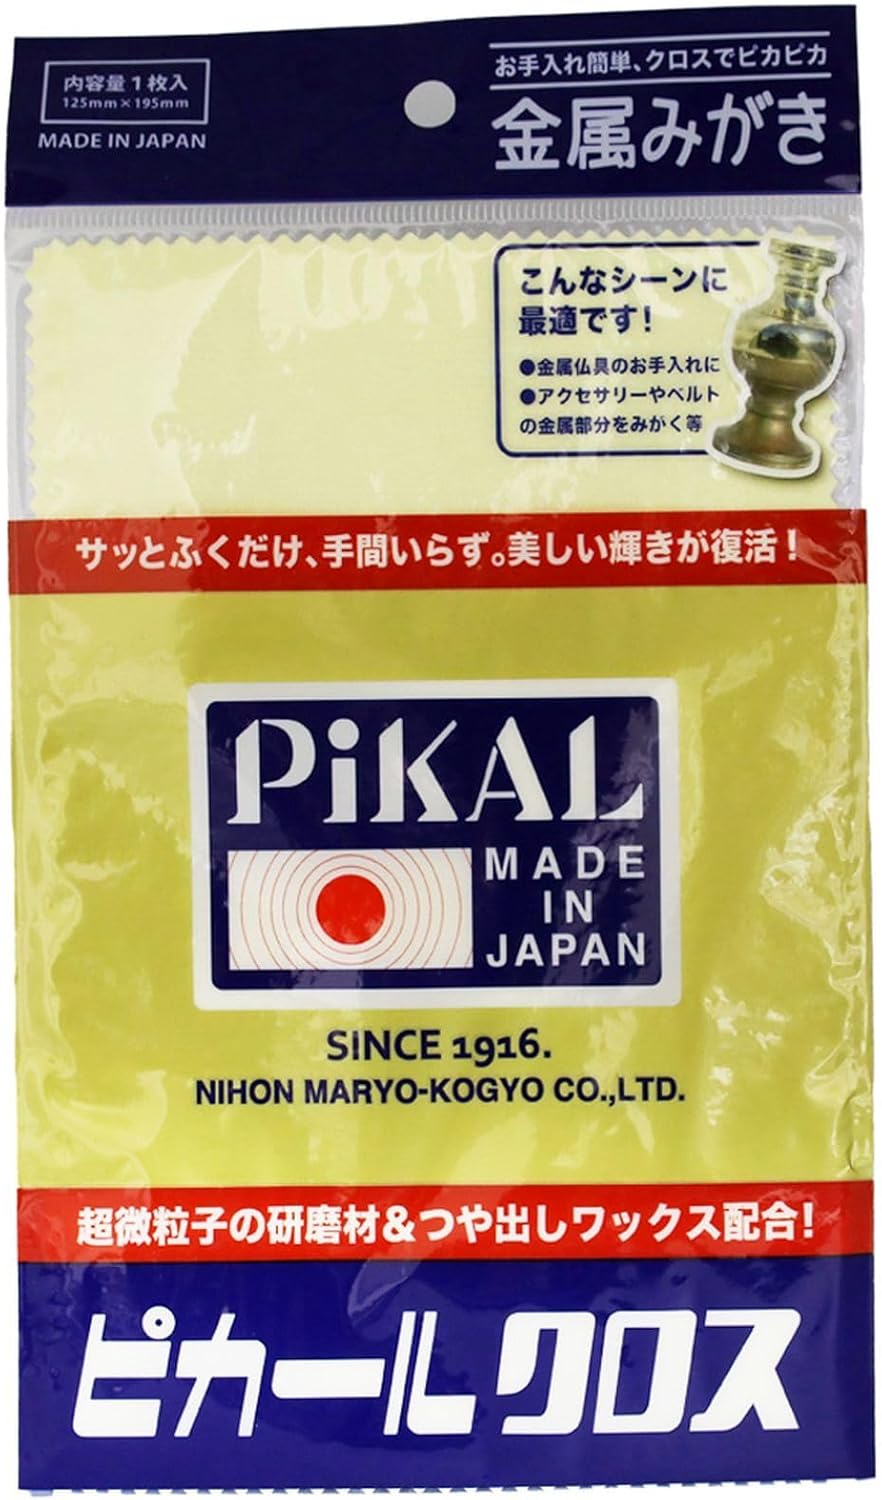 内容量1枚入
125mm×195mm
MADE IN JAPAN
お手入れ簡単、クロスでピカピカ
金属みがき
こんなシーンに
最適です!
●金属仏具のお手入れに
●アクセサリーやベルト
の金属部分をみがく等
サッとふくだけ、手間いらず。美しい輝きが復活!
PiKAL
MADE
IN
JAPAN
SINCE 1916.
NIHON MARYO-KOGYO CO.,LTD.
超微粒子の研磨材&つや出しワックス配合!
ピカールクロス